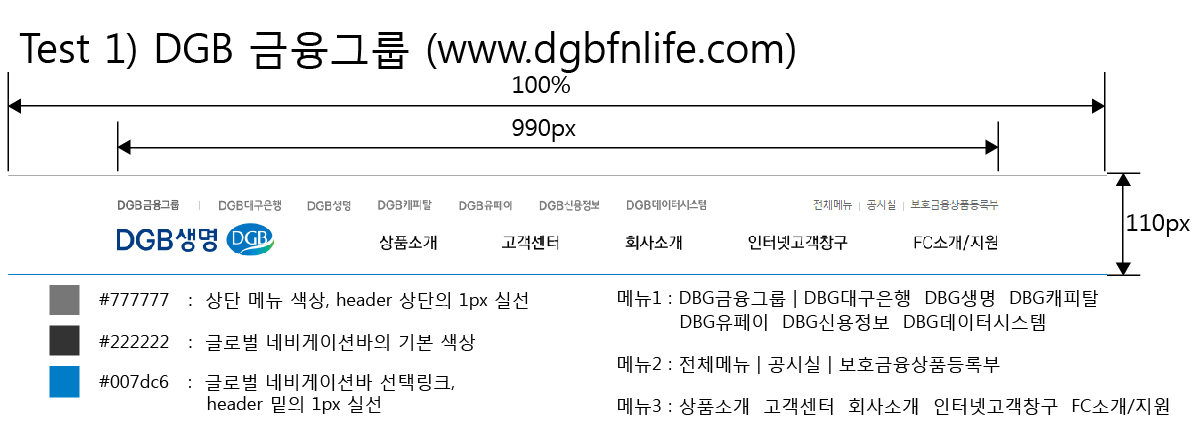 Test 1) DGB 금융그룹 (www.dgbfnlife.com)
100%
990px
DGB금융그룹 | DGB대구은행 DGB생명 DGB캐피탈 DGB유페이 DGB신용정보 DGB데이터시스템 전체메뉴 | 공시실 | 보호금융상품등록부
110px
DGB생명 DGB 상품소개 고객센터 회사소개 인터넷고객창구 FC소개/지원
#777777 : 상단 메뉴 색상, header 상단의 1px 실선
#222222 : 글로벌 네비게이션바의 기본 색상
#007dc6 : 글로벌 네비게이션바 선택링크,
header 밑의 1px 실선
메뉴1 : DBG금융그룹 | DBG대구은행 DBG생명 DBG캐피탈
DBG유페이 DBG신용정보 DBG데이터시스템
메뉴2 : 전체메뉴 | 공시실 | 보호금융상품등록부
메뉴3 : 상품소개 고객센터 회사소개 인터넷고객창구 FC소개/지원